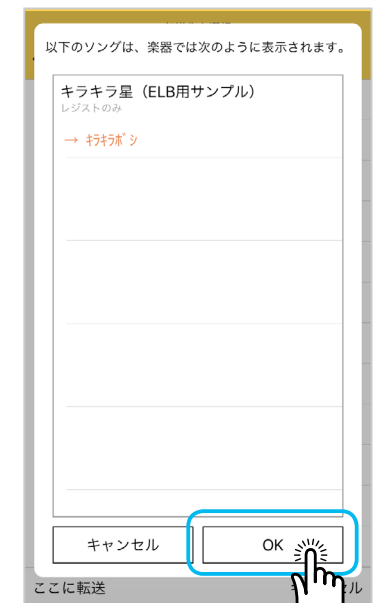 以下のソングは、楽器では次のように表示されます。
キラキラ星（ELB用サンプル）
レジストのみ
→ ｷﾗｷﾗﾎﾞｼ
キャンセル
OK
ここに転送
ル